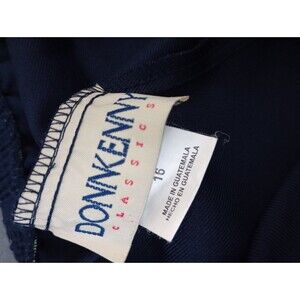 DONNKENNY
CLASSICS
16
MADE IN GUATEMALA
HECHO EN GUATEMALA